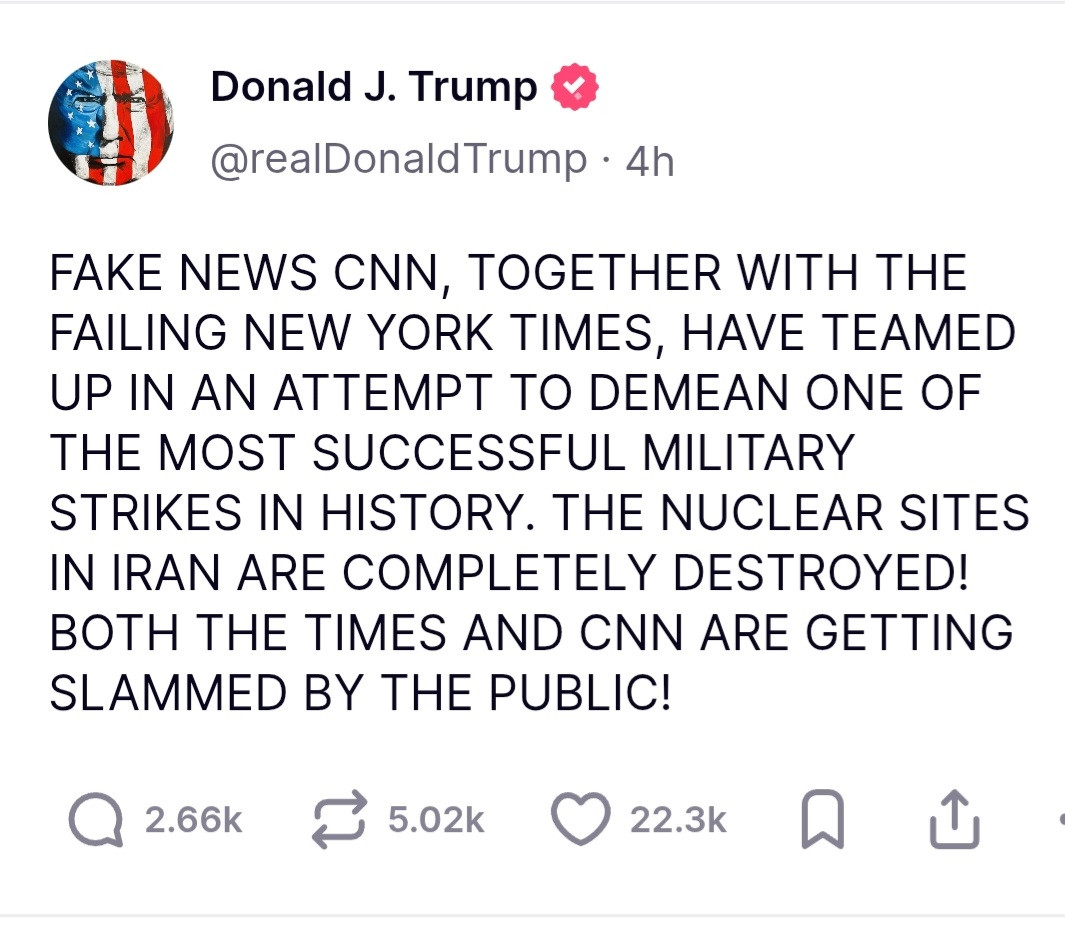 Donald J. Trump
@realDonaldTrump · 4h
FAKE NEWS CNN, TOGETHER WITH THE
FAILING NEW YORK TIMES, HAVE TEAMED
UP IN AN ATTEMPT TO DEMEAN ONE OF
THE MOST SUCCESSFUL MILITARY
STRIKES IN HISTORY. THE NUCLEAR SITES
IN IRAN ARE COMPLETELY DESTROYED!
BOTH THE TIMES AND CNN ARE GETTING
SLAMMED BY THE PUBLIC!
2.66k 5.02k 22.3k